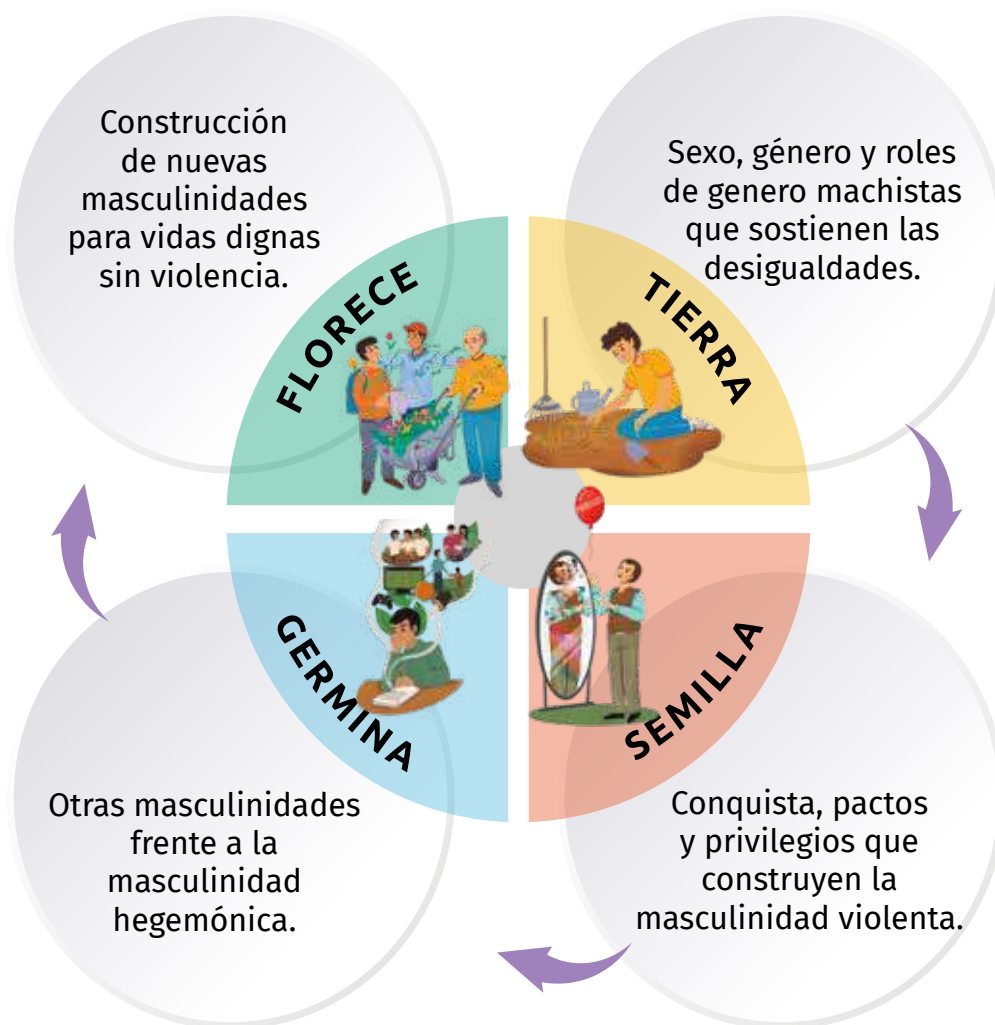 Construcción
de nuevas
masculinidades
para vidas dignas
sin violencia.
Sexo, género y roles
de genero machistas
que sostienen las
desigualdades.
FLORECE
TIERRA
GERMINA
SEMILLA
Otras masculinidades
frente a la
masculinidad
hegemónica.
Conquista, pactos
y privilegios que
construyen la
masculinidad violenta.